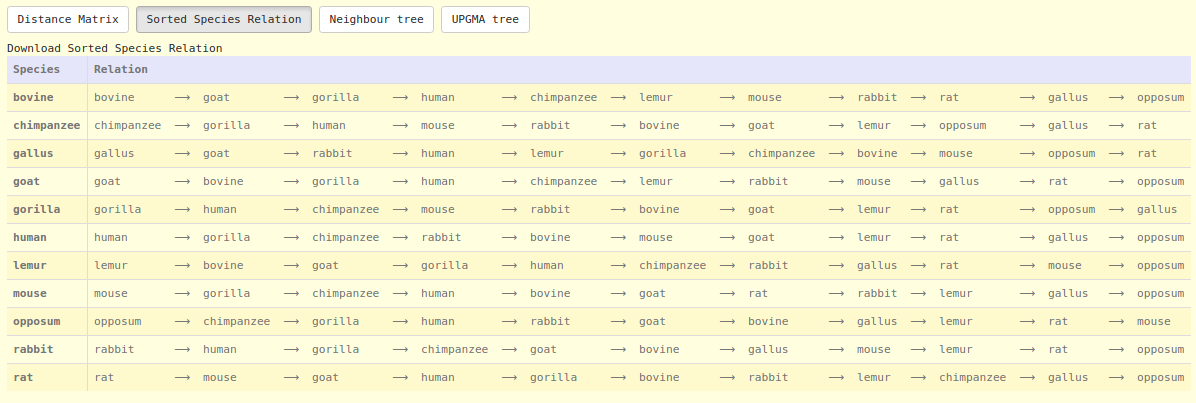 Distance Matrix Sorted Species Relation Neighbour tree UPGMA tree
Download Sorted Species Relation
Species Relation
bovine bovine ⟶ goat ⟶ gorilla ⟶ human ⟶ chimpanzee ⟶ lemur ⟶ mouse ⟶ rabbit ⟶ rat ⟶ gallus ⟶ opposum
chimpanzee chimpanzee ⟶ gorilla ⟶ human ⟶ mouse ⟶ rabbit ⟶ bovine ⟶ goat ⟶ lemur ⟶ opposum ⟶ gallus ⟶ rat
gallus gallus ⟶ goat ⟶ rabbit ⟶ human ⟶ lemur ⟶ gorilla ⟶ chimpanzee ⟶ bovine ⟶ mouse ⟶ opposum ⟶ rat
goat goat ⟶ bovine ⟶ gorilla ⟶ human ⟶ chimpanzee ⟶ lemur ⟶ rabbit ⟶ mouse ⟶ gallus ⟶ rat ⟶ opposum
gorilla gorilla ⟶ human ⟶ chimpanzee ⟶ mouse ⟶ rabbit ⟶ bovine ⟶ goat ⟶ lemur ⟶ rat ⟶ opposum ⟶ gallus
human human ⟶ gorilla ⟶ chimpanzee ⟶ rabbit ⟶ bovine ⟶ mouse ⟶ goat ⟶ lemur ⟶ rat ⟶ gallus ⟶ opposum
lemur lemur ⟶ bovine ⟶ goat ⟶ gorilla ⟶ human ⟶ chimpanzee ⟶ rabbit ⟶ gallus ⟶ rat ⟶ mouse ⟶ opposum
mouse mouse ⟶ gorilla ⟶ chimpanzee ⟶ human ⟶ bovine ⟶ goat ⟶ rat ⟶ rabbit ⟶ lemur ⟶ gallus ⟶ opposum
opposum opposum ⟶ chimpanzee ⟶ gorilla ⟶ human ⟶ rabbit ⟶ goat ⟶ bovine ⟶ gallus ⟶ lemur ⟶ rat ⟶ mouse
rabbit rabbit ⟶ human ⟶ gorilla ⟶ chimpanzee ⟶ goat ⟶ bovine ⟶ gallus ⟶ mouse ⟶ lemur ⟶ rat ⟶ opposum
rat rat ⟶ mouse ⟶ goat ⟶ human ⟶ gorilla ⟶ bovine ⟶ rabbit ⟶ lemur ⟶ chimpanzee ⟶ gallus ⟶ opposum